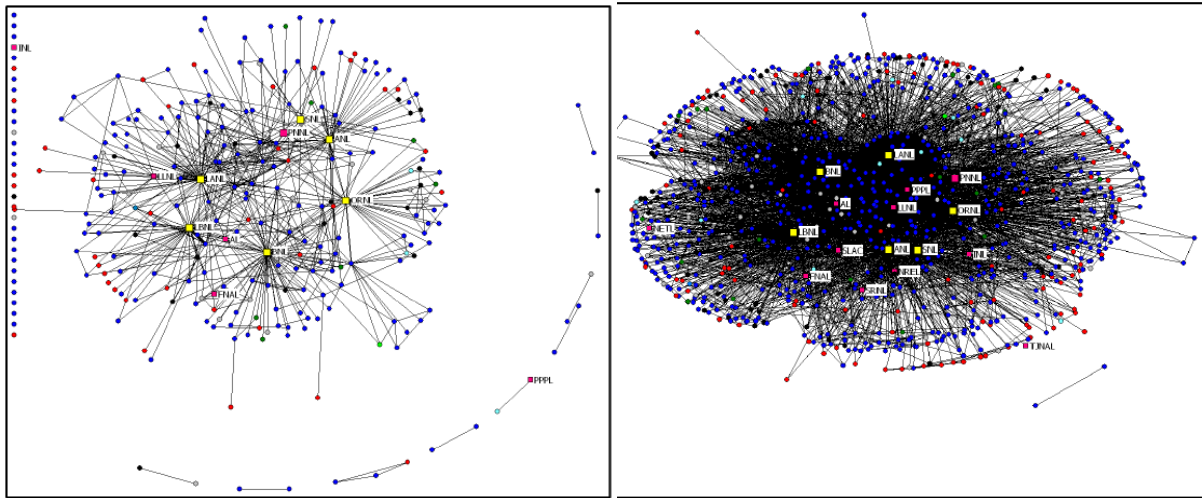 INL
SNL
PNNL
ANL
LLNL
LANL
ORNL
LBNL
AL
BNL
FNAL
PPPL
LANL
BNL
PNNL
PPPL
AL
LLNL
ORNL
NETL
LBNL
SLAC
ANL
SNL
INL
FNAL
NREL
SRNL
TJNAL